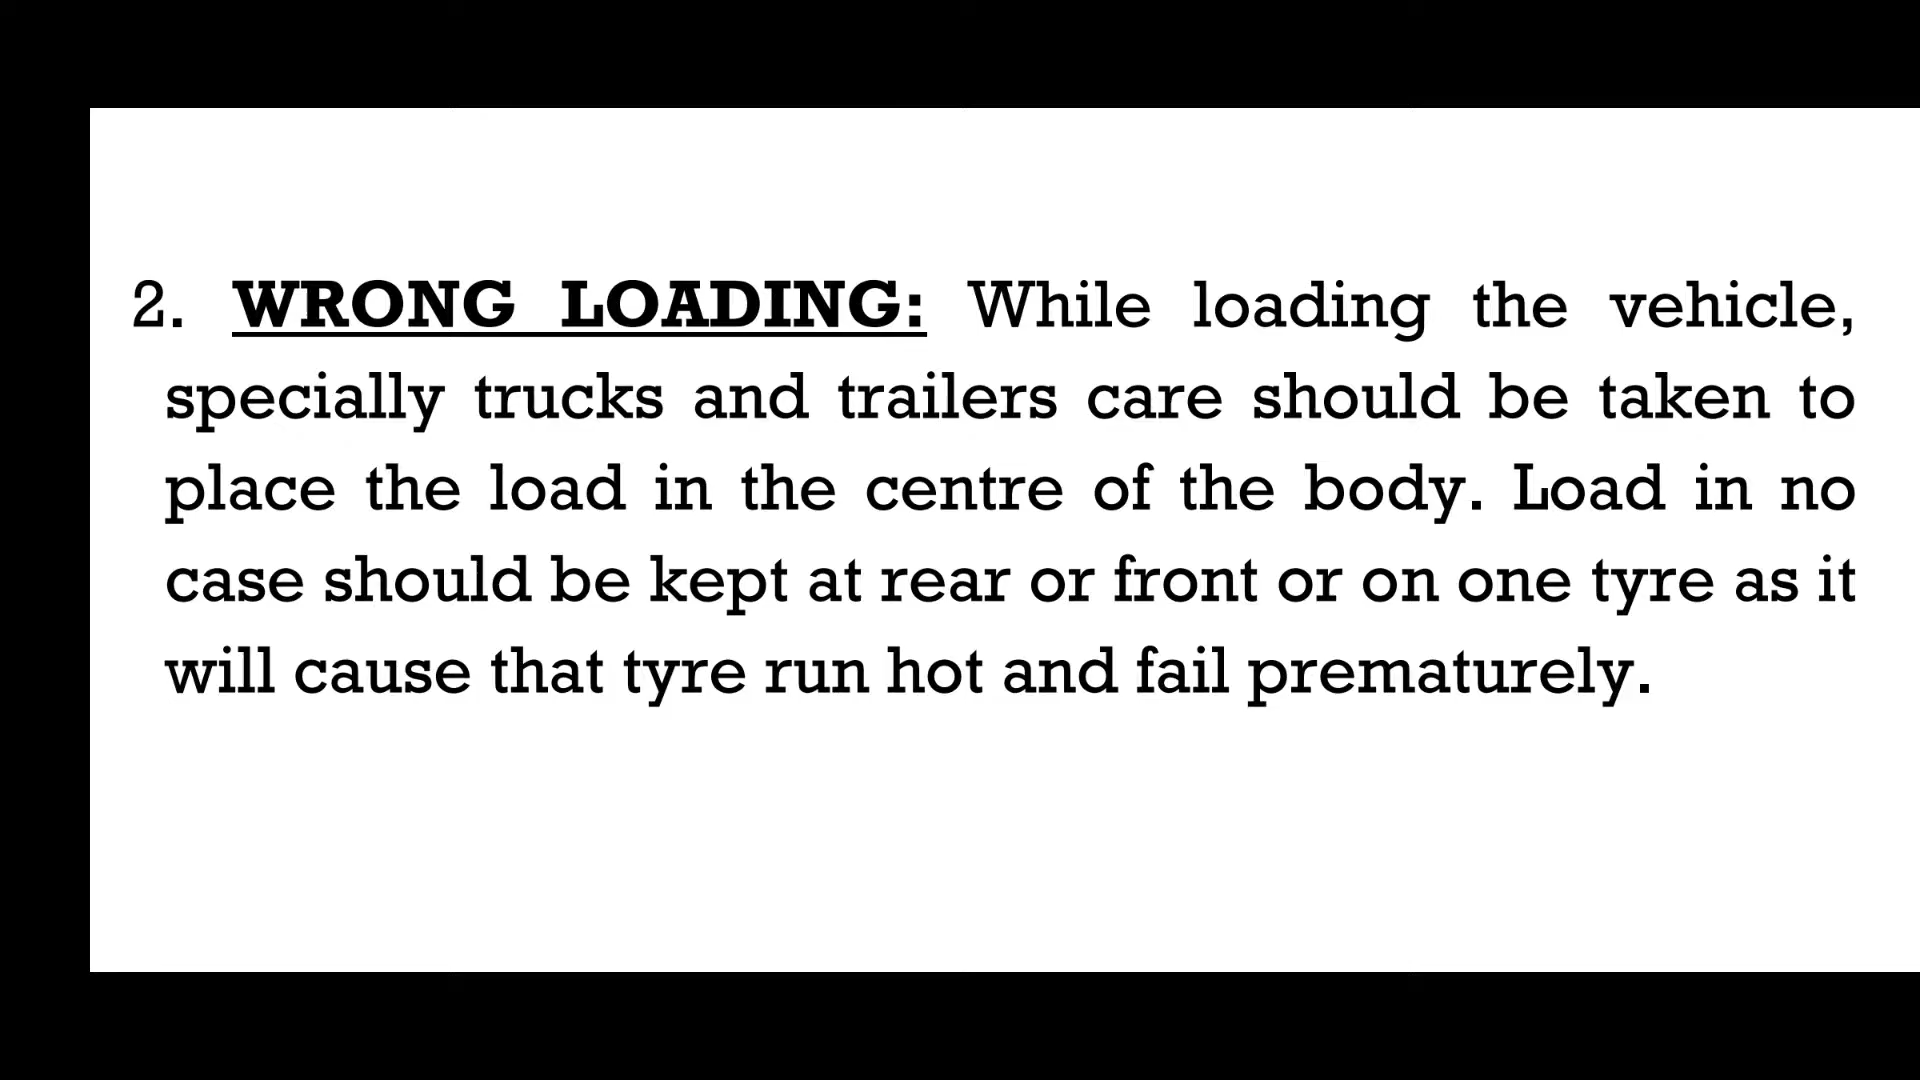 2. WRONG LOADING: While loading the vehicle,
specially trucks and trailers care should be taken to
place the load in the centre of the body. Load in no
case should be kept at rear or front or on one tyre as it
will cause that tyre run hot and fail prematurely.